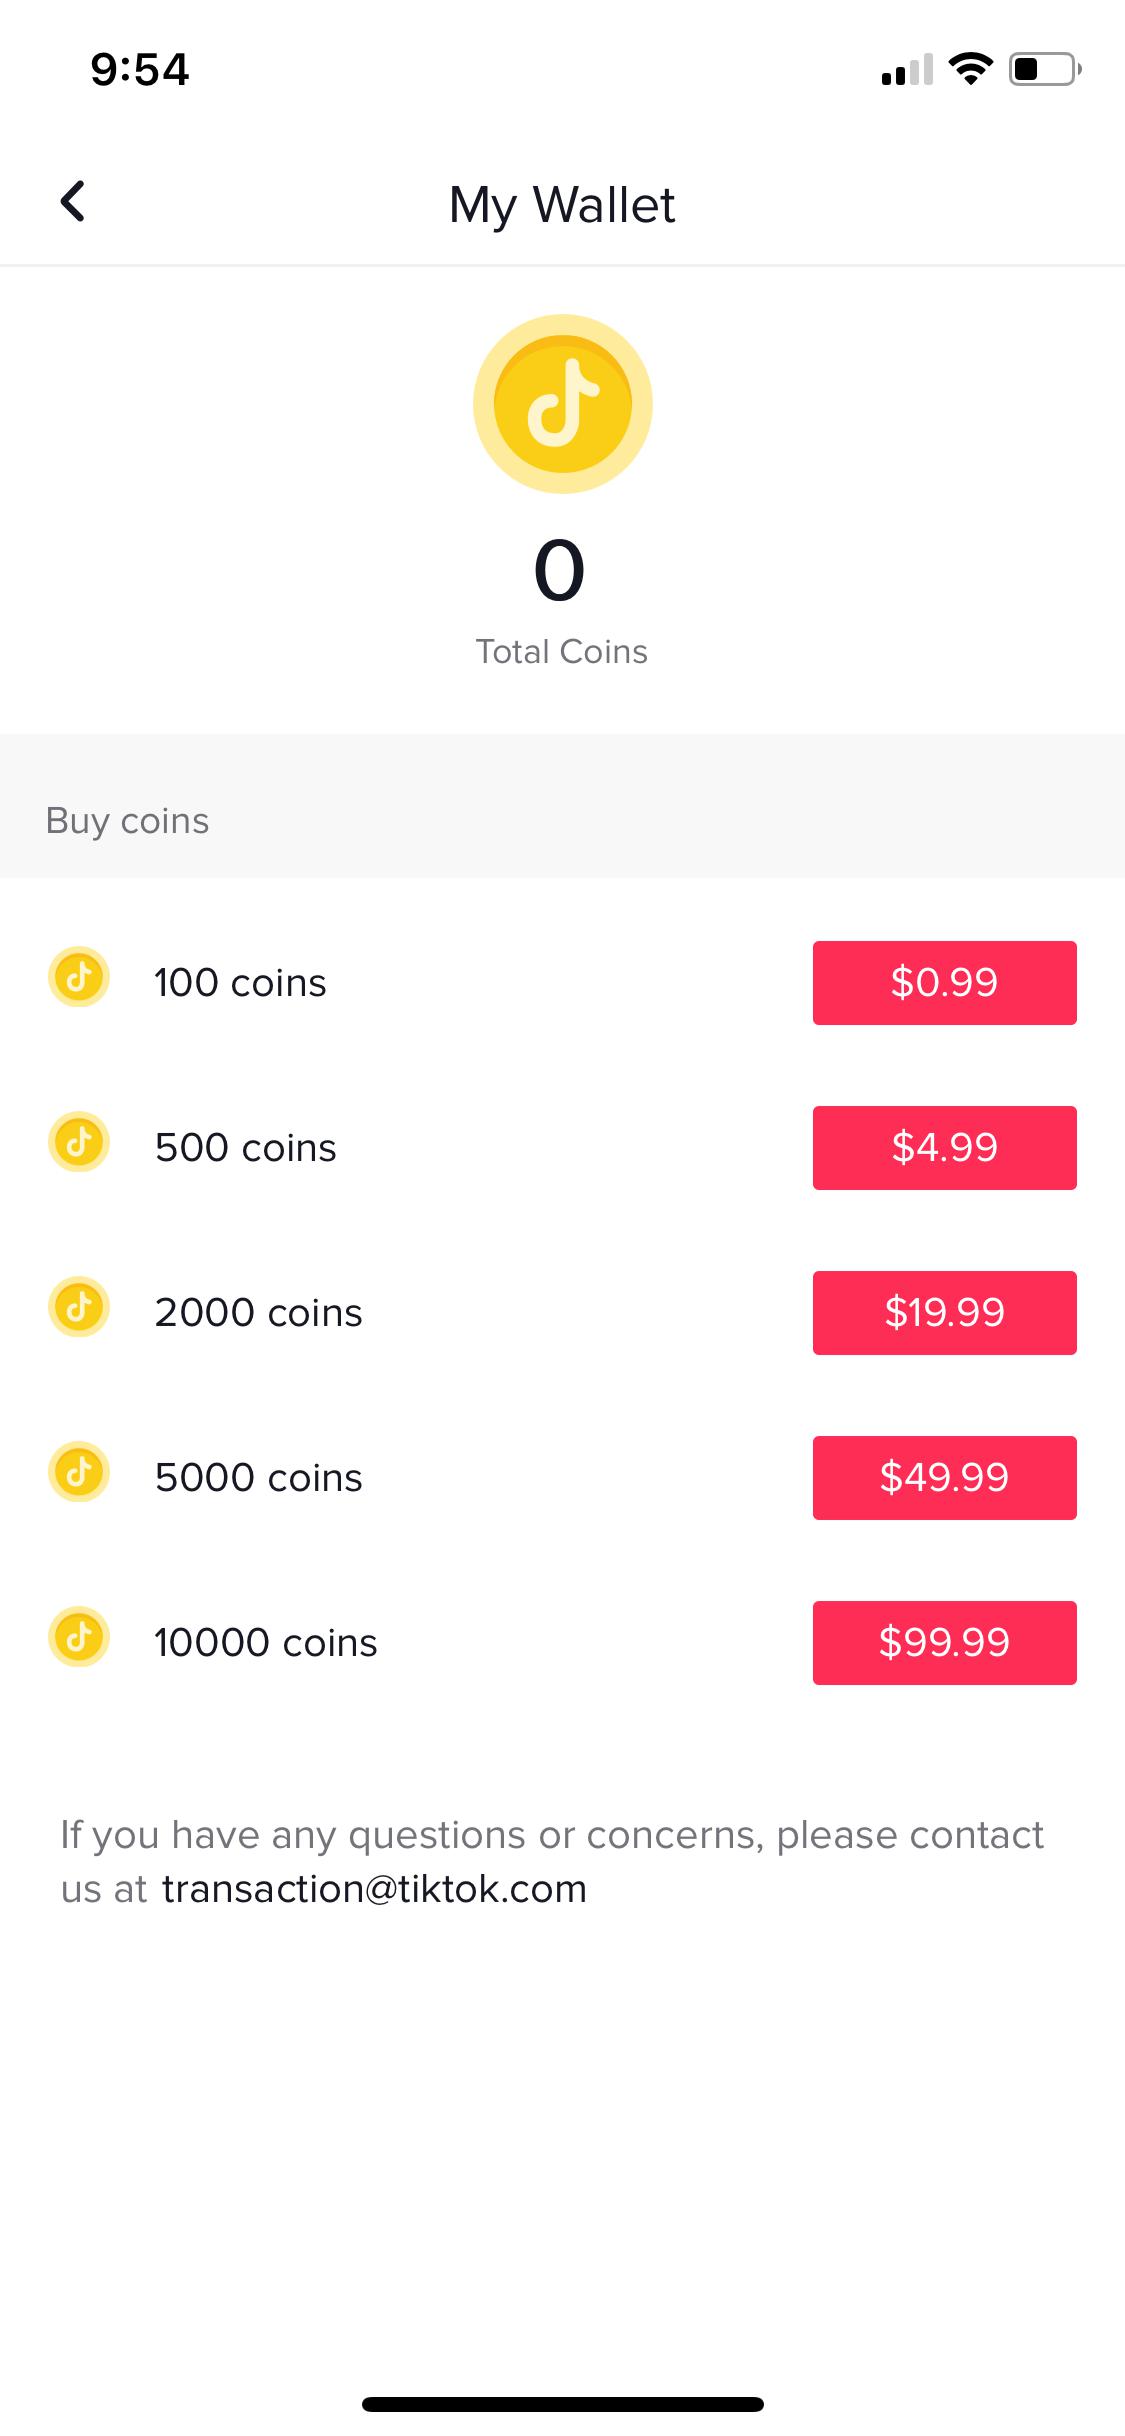 9:54
My Wallet
0
Total Coins
Buy coins
100 coins $0.99
500 coins $4.99
2000 coins $19.99
5000 coins $49.99
10000 coins $99.99
If you have any questions or concerns, please contact
us at transaction@tiktok.com